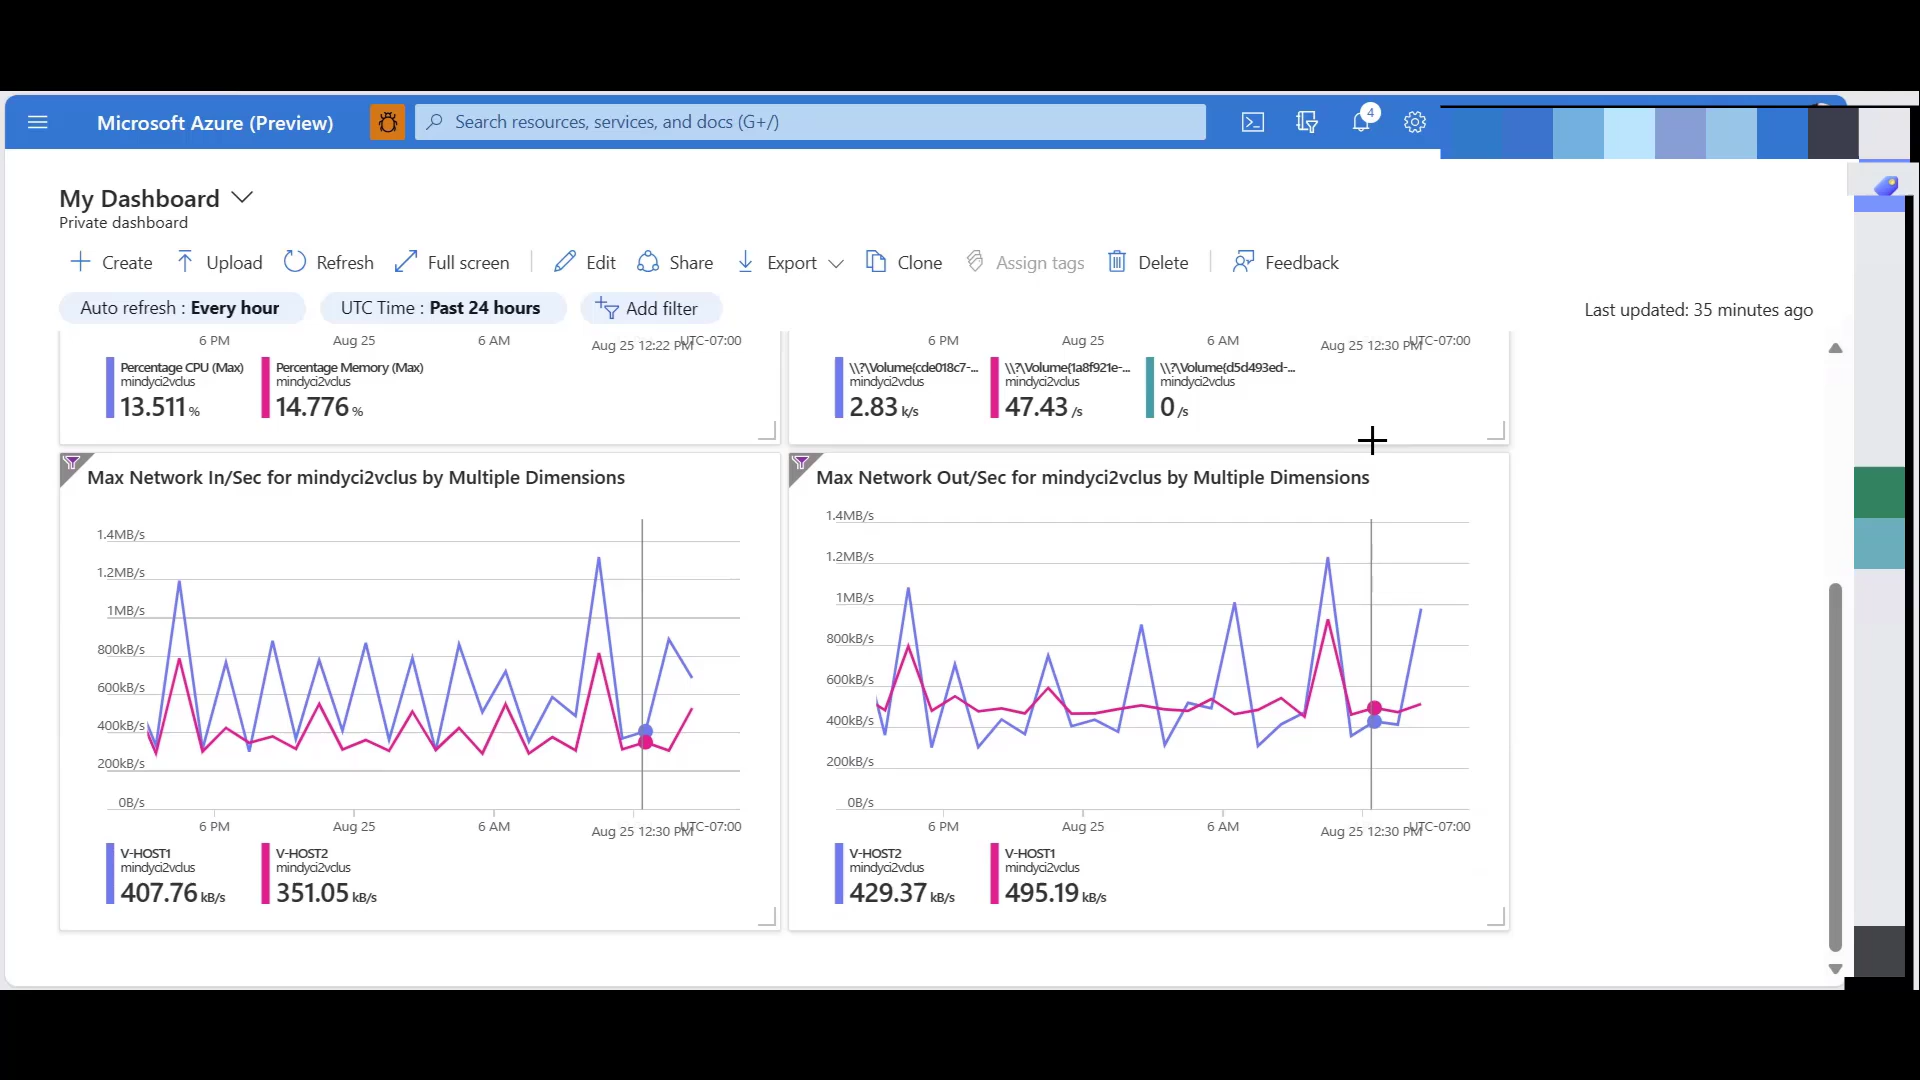 Microsoft Azure (Preview)
Search resources, services, and docs (G+/)
4
My Dashboard
Private dashboard
Create Upload Refresh Full screen Edit Share Export Clone Assign tags Delete Feedback
Auto refresh : Every hour UTC Time : Past 24 hours Add filter Last updated: 35 minutes ago
6 PM Aug 25 6 AM Aug 25 12:22 PM UTC-07:00
Percentage CPU (Max) Percentage Memory (Max)
mindyci2vclus mindyci2vclus
13.511 % 14.776 %
6 PM Aug 25 6 AM Aug 25 12:30 PM UTC-07:00
\\?\Volume{cde018c7-... \\?\Volume{1a8f921e-... \\?\Volume{d5d493ed-...
mindyci2vclus mindyci2vclus mindyci2vclus
2.83 k/s 47.43 /s 0 /s
Max Network In/Sec for mindyci2vclus by Multiple Dimensions
1.4MB/s
1.2MB/s
1MB/s
800kB/s
600kB/s
400kB/s
200kB/s
0B/s
6 PM Aug 25 6 AM Aug 25 12:30 PM UTC-07:00
V-HOST1 V-HOST2
mindyci2vclus mindyci2vclus
407.76 kB/s 351.05 kB/s
Max Network Out/Sec for mindyci2vclus by Multiple Dimensions
1.4MB/s
1.2MB/s
1MB/s
800kB/s
600kB/s
400kB/s
200kB/s
0B/s
6 PM Aug 25 6 AM Aug 25 12:30 PM UTC-07:00
V-HOST2 V-HOST1
mindyci2vclus mindyci2vclus
429.37 kB/s 495.19 kB/s